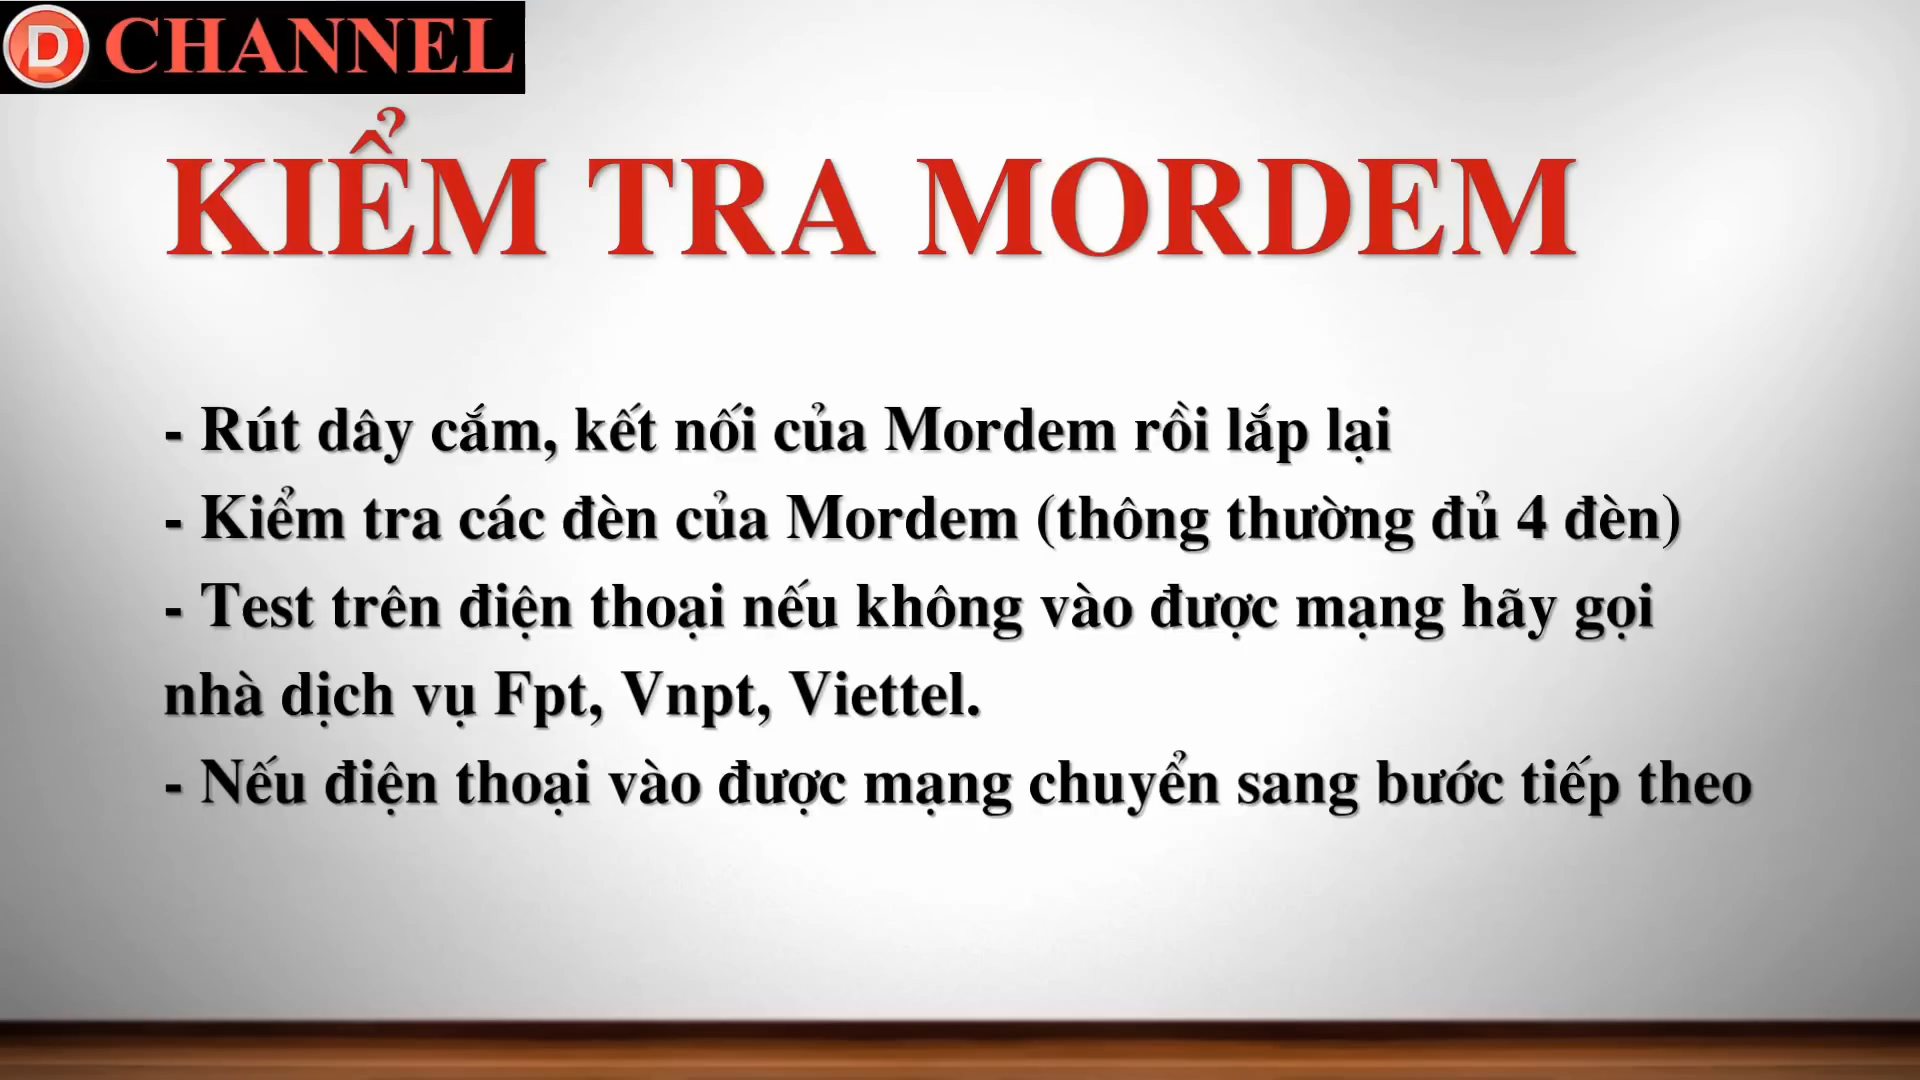 D CHANNEL
KIỂM TRA MORDEM
- Rút dây cắm, kết nối của Mordem rồi lắp lại
- Kiểm tra các đèn của Mordem (thông thường đủ 4 đèn)
- Test trên điện thoại nếu không vào được mạng hãy gọi
nhà dịch vụ Fpt, Vnpt, Viettel.
- Nếu điện thoại vào được mạng chuyển sang bước tiếp theo